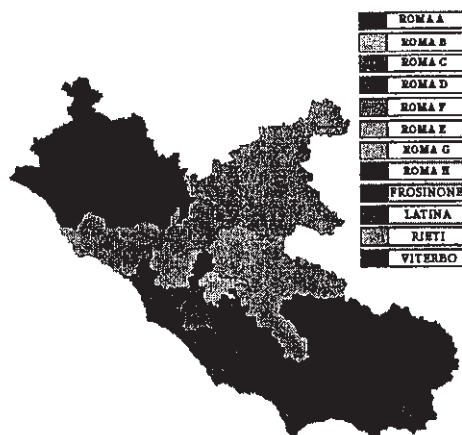 ROMA A
ROMA B
ROMA C
ROMA D
ROMA F
ROMA E
ROMA G
ROMA H
FROSINONE
LATINA
RIETI
VITERBO